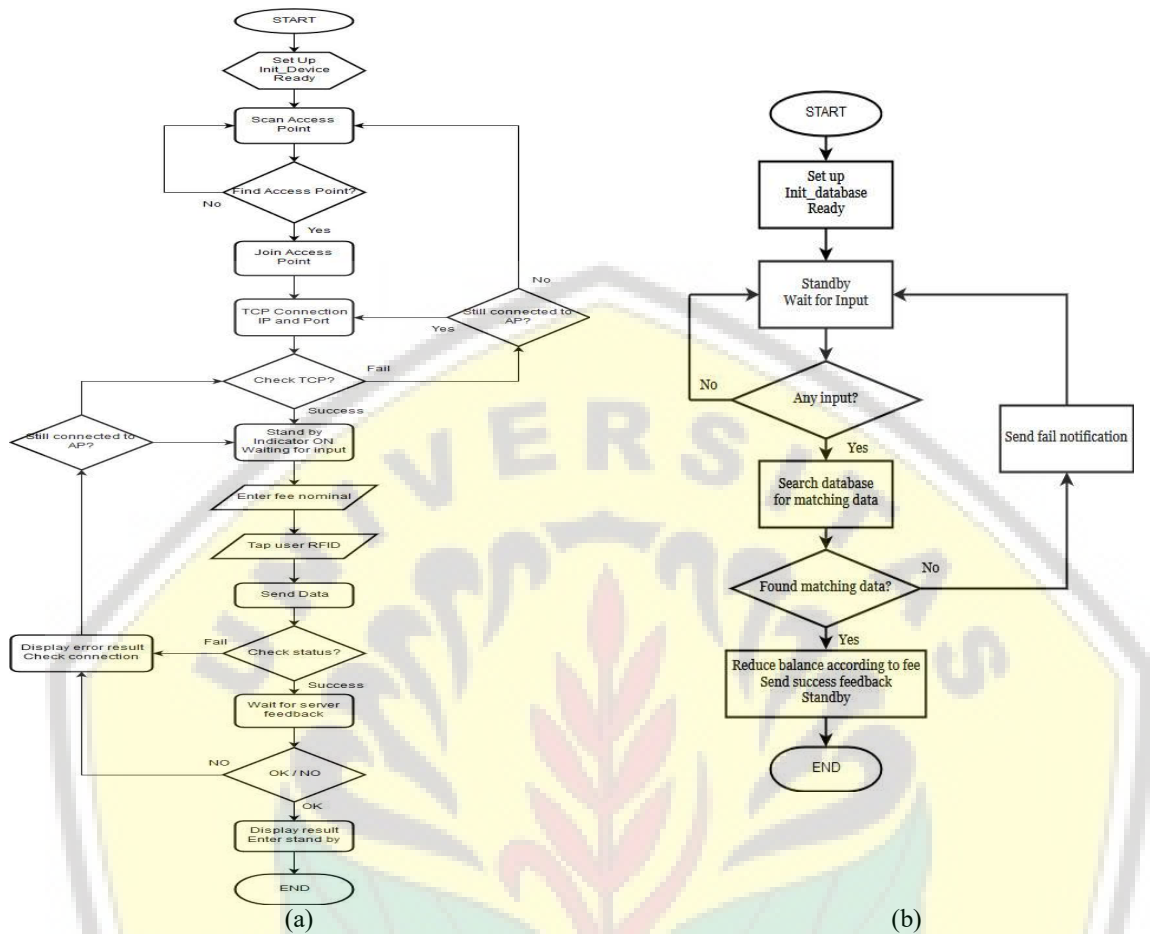 START
Set Up
Init_Device
Ready
Scan Access
Point
Find Access Point?
No
Yes
Join Access
Point
TCP Connection
IP and Port
Yes
Still connected to
AP?
No
Check TCP?
Fail
Success
Still connected to
AP?
Stand by
Indicator ON
Waiting for input
Enter fee nominal
Tap user RFID
Send Data
Check status?
Fail
Display error result
Check connection
Success
Wait for server
feedback
OK / NO
NO
OK
Display result
Enter stand by
END
(a)
START
Set up
Init_database
Ready
Standby
Wait for Input
Any input?
No
Yes
Send fail notification
Search database
for matching data
Found matching data?
No
Yes
Reduce balance according to fee
Send success feedback
Standby
END
(b)
UNIVERSITAS